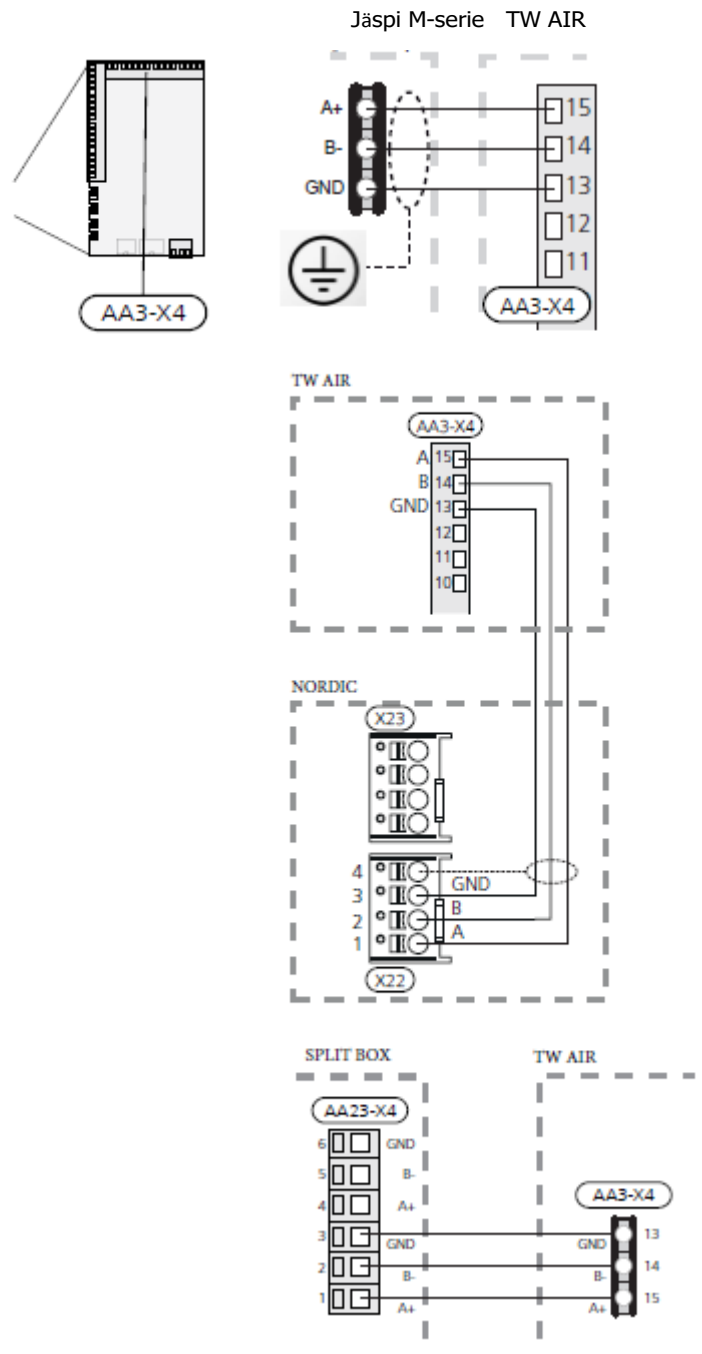 Jäspi M-serie TW AIR
A+ 15
B- 14
GND 13
12
11
AA3-X4 AA3-X4
TW AIR
AA3-X4
A 15
B 14
GND 13
12
11
10
NORDIC
X23
4
3 GND
2 B
1 A
X22
SPLIT BOX TW AIR
AA23-X4
6 GND
5 B-
4 A+
AA3-X4
3 GND GND 13
2 B- B- 14
1 A+ A+ 15